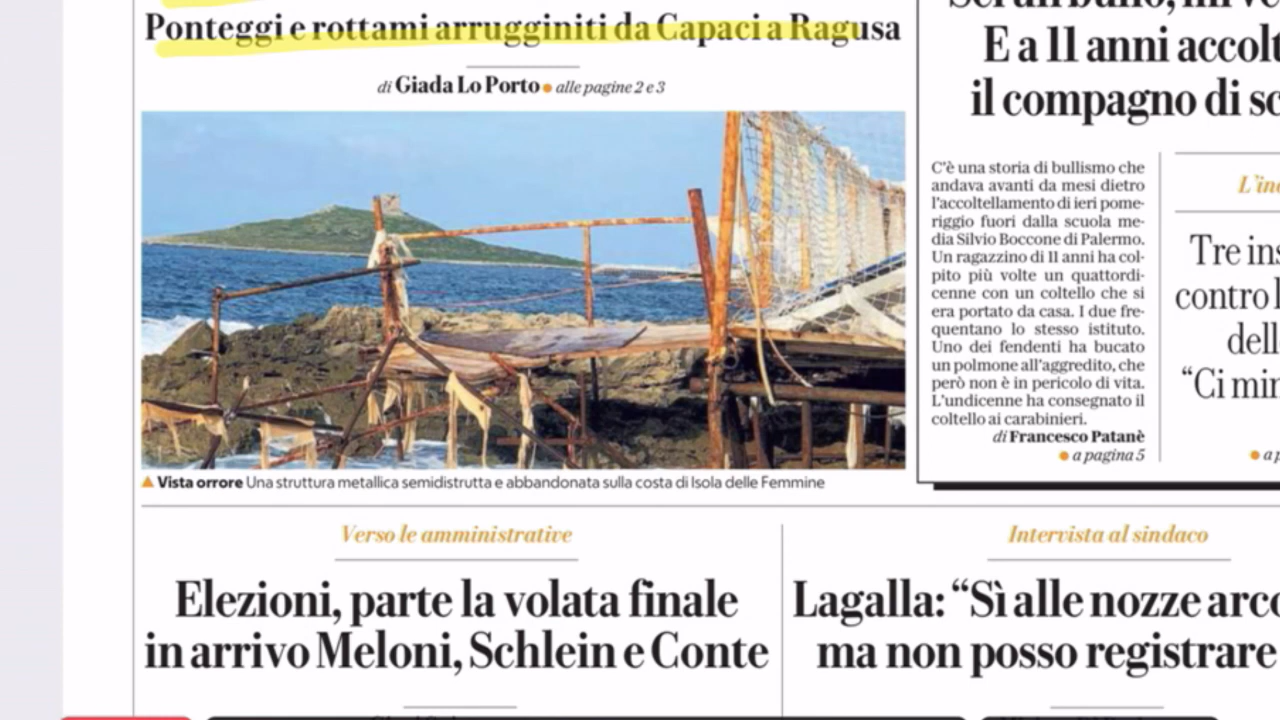 Ponteggi e rottami arrugginiti da Capaci a Ragusa
di Giada Lo Porto ● alle pagine 2 e 3
▲ Vista orrore Una struttura metallica semidistrutta e abbandonata sulla costa di Isola delle Femmine
E a 11 anni
il compagno di
C'è una storia di bullismo che
andava avanti da mesi dietro
l'accoltellamento di ieri pome-
riggio fuori dalla scuola me-
dia Silvio Boccone di Palermo.
Un ragazzino di 11 anni ha col-
pito più volte un quattordi-
cenne con un coltello che si
era portato da casa. I due fre-
quentano lo stesso istituto.
Uno dei fendenti ha bucato
un polmone all'aggredito, che
però non è in pericolo di vita.
L'undicenne ha consegnato il
coltello ai carabinieri.
di Francesco Patanè
● a pagina 5
Tre
contro
“Ci
● a
Verso le amministrative
Elezioni, parte la volata finale
in arrivo Meloni, Schlein e Conte
Intervista al sindaco
Lagalla: “Sì alle nozze
ma non posso registrare